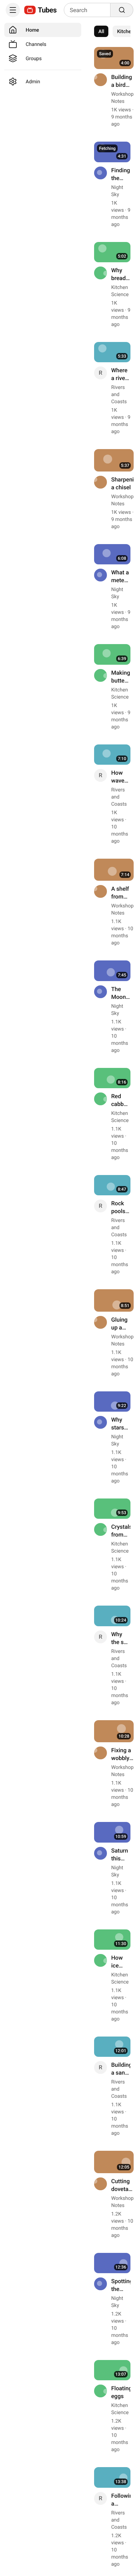 Tubes
Search
Home
Channels
Groups
Admin
All
Kitche
Saved
4:09
Building
a bird…
Workshop
Notes
1K views ·
9 months
ago
Fetching
4:31
Finding
the…
Night
Sky
1K
views · 9
months
ago
5:02
Why
bread…
Kitchen
Science
1K
views · 9
months
ago
5:33
R
Where
a rive…
Rivers
and
Coasts
1K
views · 9
months
ago
5:37
Sharpeni
a chisel
Workshop
Notes
1K views ·
9 months
ago
6:08
What a
mete…
Night
Sky
1K
views · 9
months
ago
6:39
Making
butte…
Kitchen
Science
1K
views · 9
months
ago
7:10
R
How
wave…
Rivers
and
Coasts
1K
views ·
10
months
ago
7:14
A shelf
from…
Workshop
Notes
1.1K
views · 10
months
ago
7:45
The
Moon…
Night
Sky
1.1K
views ·
10
months
ago
8:16
Red
cabb…
Kitchen
Science
1.1K
views ·
10
months
ago
8:47
R
Rock
pools…
Rivers
and
Coasts
1.1K
views ·
10
months
ago
8:51
Gluing
up a…
Workshop
Notes
1.1K
views · 10
months
ago
9:22
Why
stars…
Night
Sky
1.1K
views ·
10
months
ago
9:53
Crystals
from…
Kitchen
Science
1.1K
views ·
10
months
ago
10:24
R
Why
the s…
Rivers
and
Coasts
1.1K
views ·
10
months
ago
10:28
Fixing a
wobbly…
Workshop
Notes
1.1K
views · 10
months
ago
10:59
Saturn
this…
Night
Sky
1.1K
views ·
10
months
ago
11:30
How
ice…
Kitchen
Science
1.1K
views ·
10
months
ago
12:01
R
Building
a san…
Rivers
and
Coasts
1.1K
views ·
10
months
ago
12:05
Cutting
doveta…
Workshop
Notes
1.2K
views · 10
months
ago
12:36
Spotting
the…
Night
Sky
1.2K
views ·
10
months
ago
13:07
Floating
eggs
Kitchen
Science
1.2K
views ·
10
months
ago
13:38
R
Followin
a…
Rivers
and
Coasts
1.2K
views ·
10
months
ago